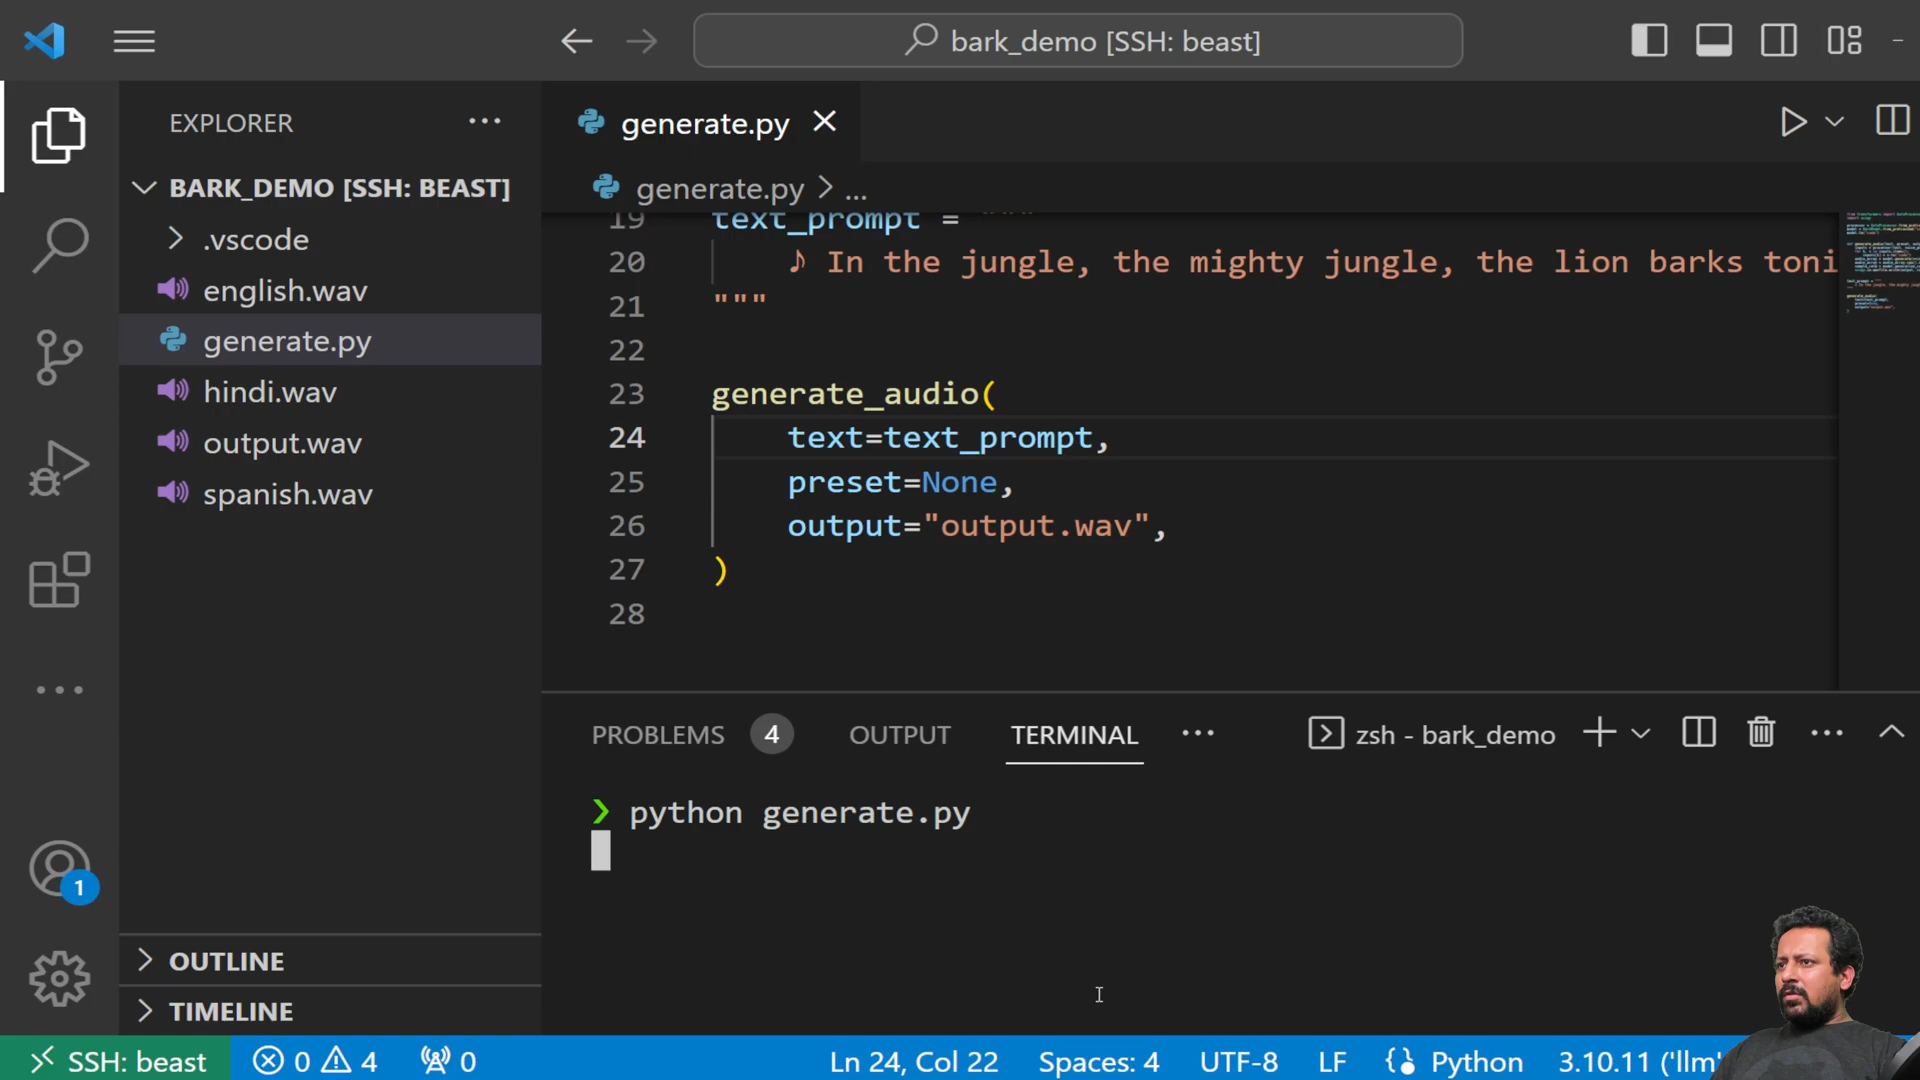 bark_demo [SSH: beast]
EXPLORER
BARK_DEMO [SSH: BEAST]
.vscode
english.wav
generate.py
hindi.wav
output.wav
spanish.wav
OUTLINE
TIMELINE
generate.py
generate.py > ...
19 text_prompt = """
20 ♪ In the jungle, the mighty jungle, the lion barks toni
21 """
22
23 generate_audio(
24 text=text_prompt,
25 preset=None,
26 output="output.wav",
27 )
28
PROBLEMS 4 OUTPUT TERMINAL ... zsh - bark_demo
❯ python generate.py
1
SSH: beast 0 4 0 Ln 24, Col 22 Spaces: 4 UTF-8 LF Python 3.10.11 ('llm'